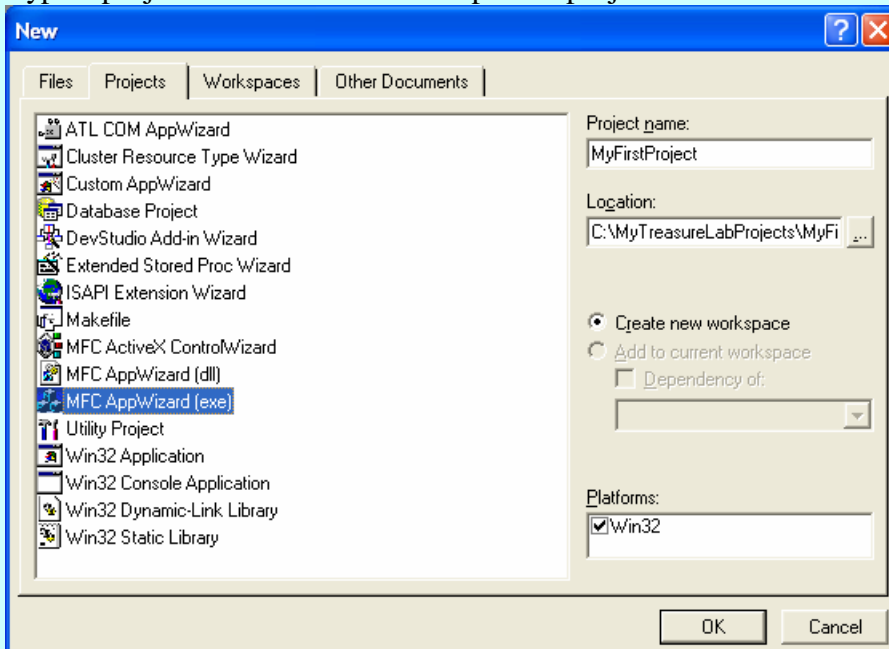 New
Files Projects Workspaces Other Documents
ATL COM AppWizard
Cluster Resource Type Wizard
Custom AppWizard
Database Project
DevStudio Add-in Wizard
Extended Stored Proc Wizard
ISAPI Extension Wizard
Makefile
MFC ActiveX ControlWizard
MFC AppWizard (dll)
MFC AppWizard (exe)
Utility Project
Win32 Application
Win32 Console Application
Win32 Dynamic-Link Library
Win32 Static Library
Project name:
MyFirstProject
Location:
C:\MyTreasureLabProjects\MyFi ...
Create new workspace
Add to current workspace
Dependency of:
Platforms:
Win32
OK Cancel